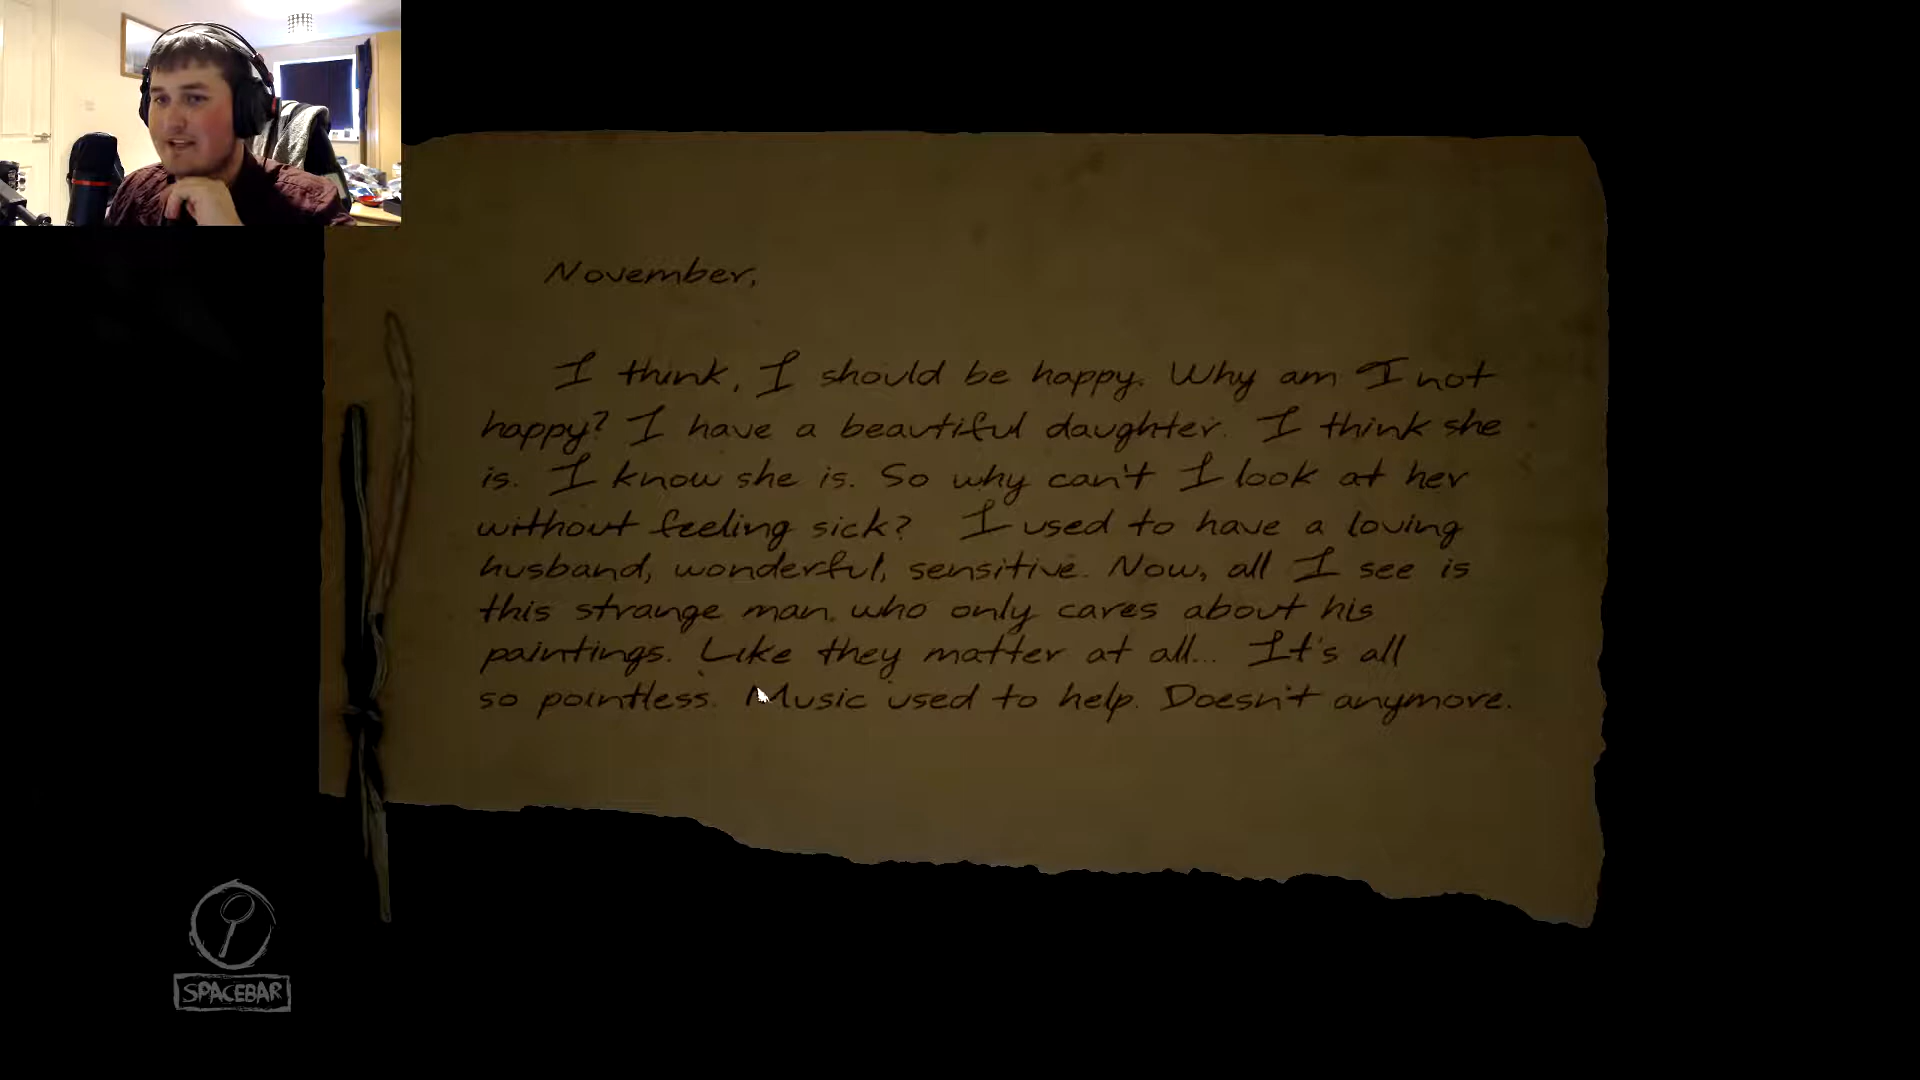 November,
I think, I should be happy. Why am I not
happy? I have a beautiful daughter. I think she
is. I know she is. So why can't I look at her
without feeling sick? I used to have a loving
husband, wonderful, sensitive. Now, all I see is
this strange man who only cares about his
paintings. Like they matter at all... It's all
so pointless. Music used to help. Doesn't anymore.
SPACEBAR